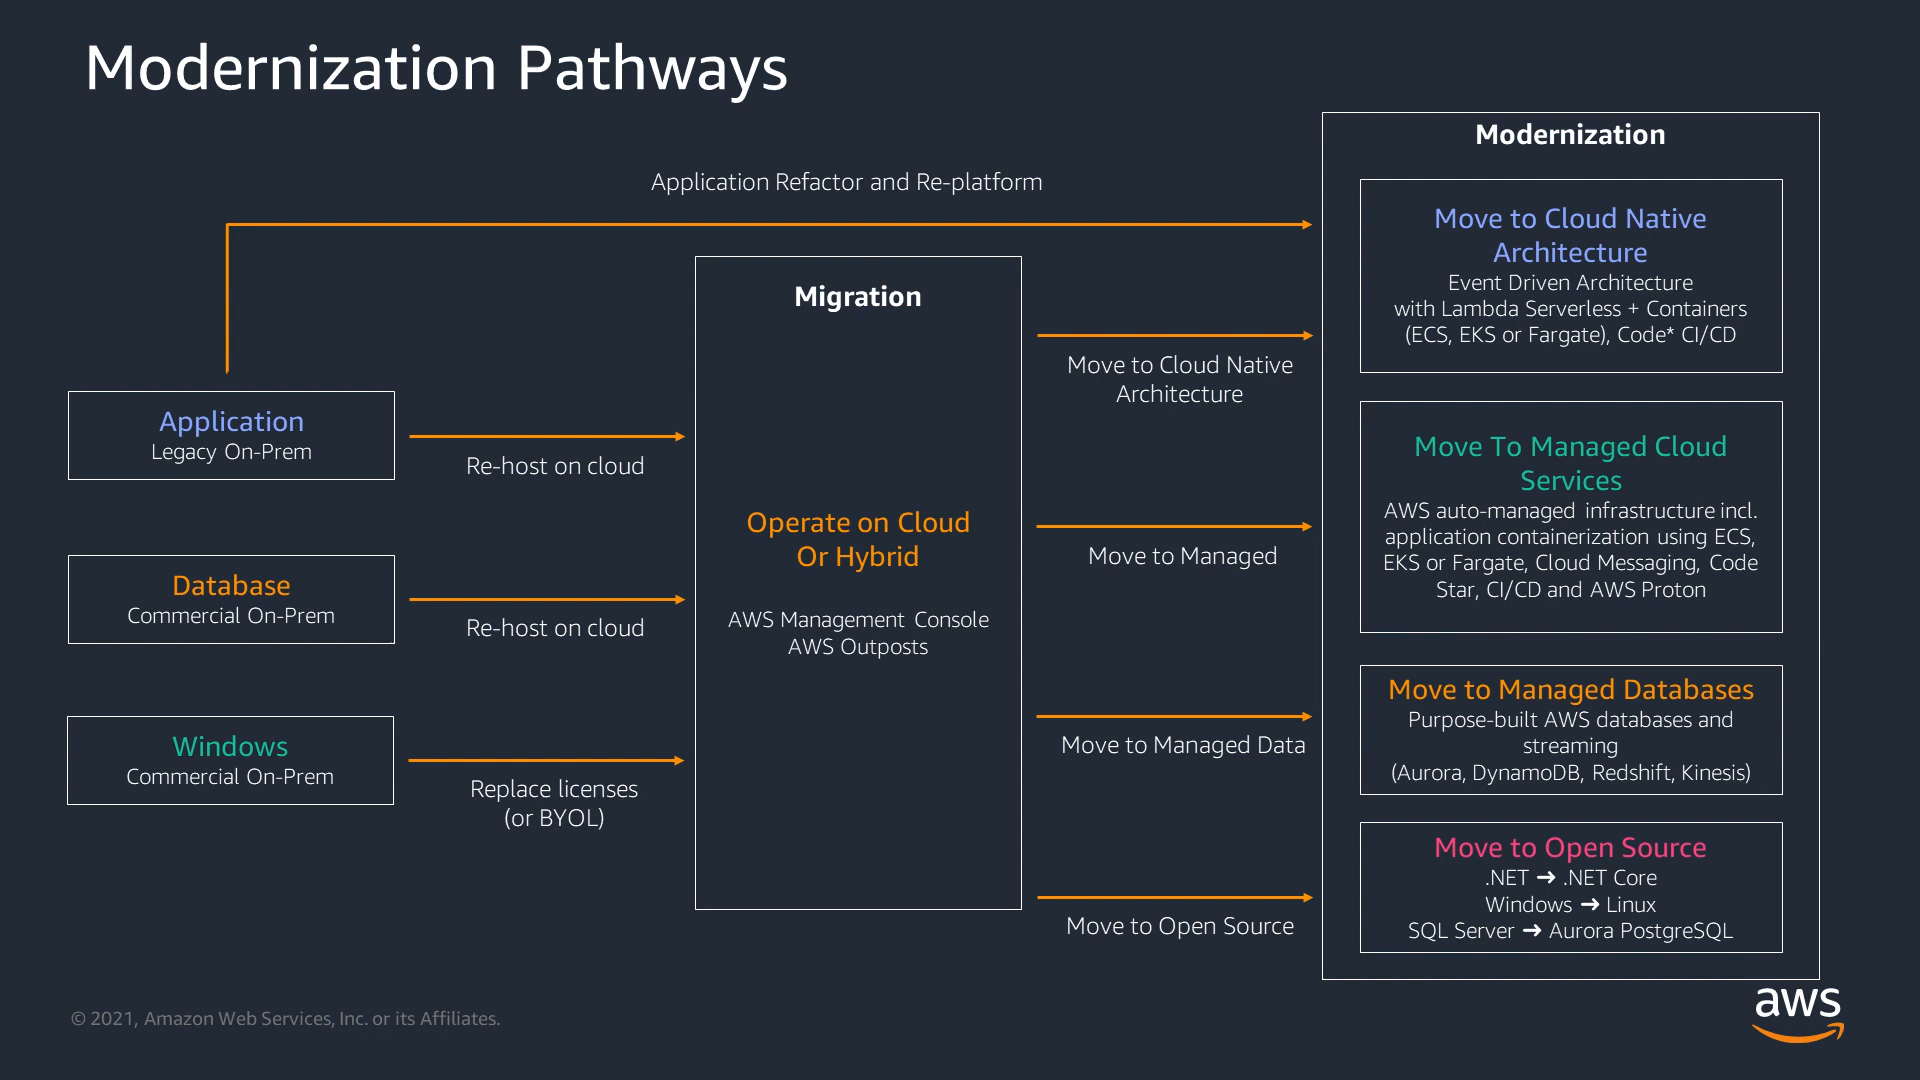 Modernization Pathways
Application Refactor and Re-platform
Application
Legacy On-Prem
Re-host on cloud
Database
Commercial On-Prem
Re-host on cloud
Windows
Commercial On-Prem
Replace licenses
(or BYOL)
Migration
Operate on Cloud
Or Hybrid
AWS Management Console
AWS Outposts
Move to Cloud Native
Architecture
Move to Managed
Move to Managed Data
Move to Open Source
Modernization
Move to Cloud Native
Architecture
Event Driven Architecture
with Lambda Serverless + Containers
(ECS, EKS or Fargate), Code* CI/CD
Move To Managed Cloud
Services
AWS auto-managed infrastructure incl.
application containerization using ECS,
EKS or Fargate, Cloud Messaging, Code
Star, CI/CD and AWS Proton
Move to Managed Databases
Purpose-built AWS databases and
streaming
(Aurora, DynamoDB, Redshift, Kinesis)
Move to Open Source
.NET ➜ .NET Core
Windows ➜ Linux
SQL Server ➜ Aurora PostgreSQL
© 2021, Amazon Web Services, Inc. or its Affiliates.
aws